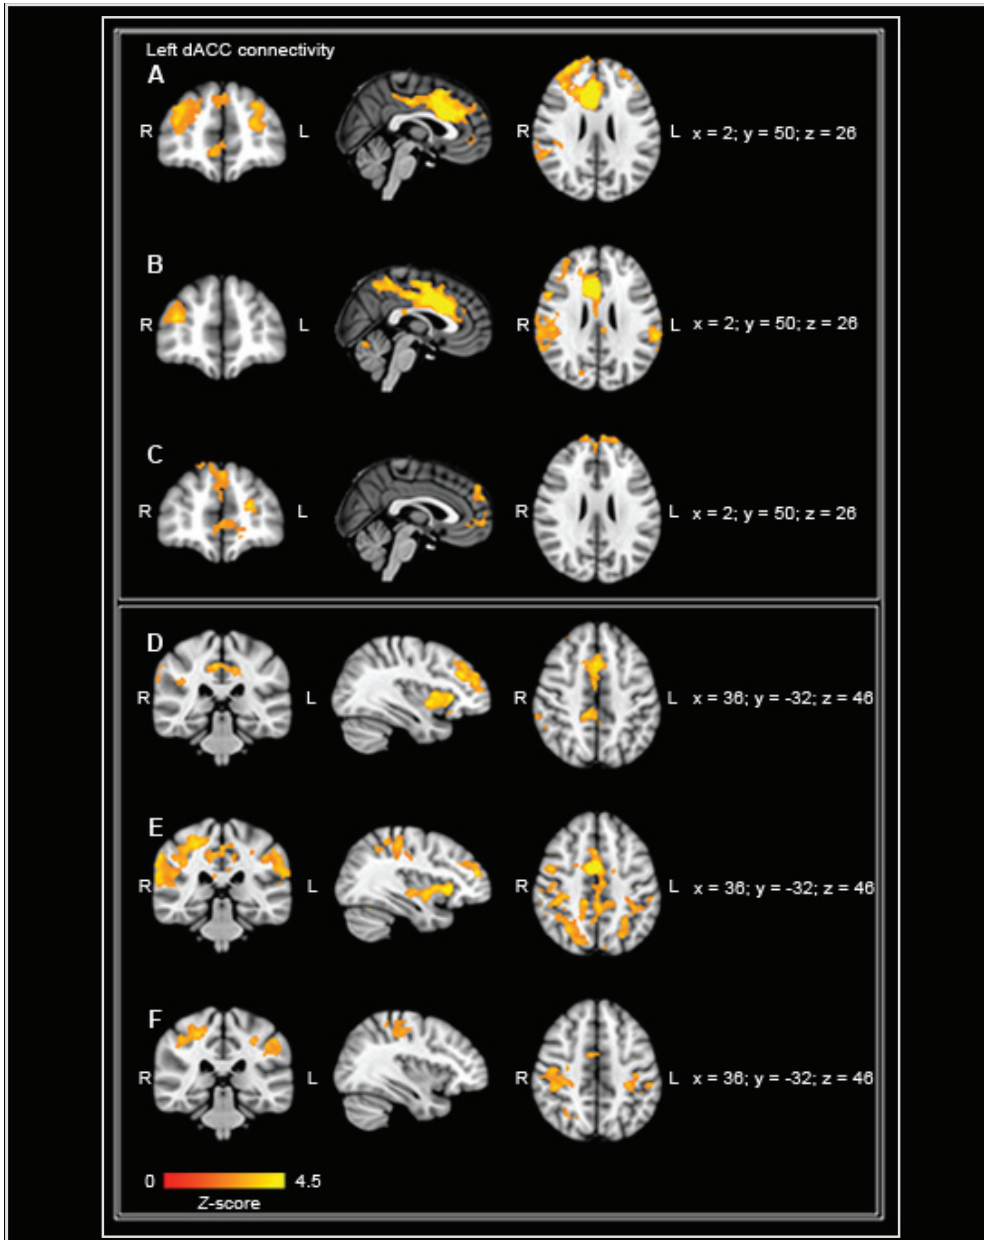 Left dACC connectivity
A
R L R L x = 2; y = 50; z = 26
B
R L R L x = 2; y = 50; z = 26
C
R L R L x = 2; y = 50; z = 26
D
R L R L x = 36; y = -32; z = 46
E
R L R L x = 36; y = -32; z = 46
F
R L R L x = 36; y = -32; z = 46
0 4.5
Z-score